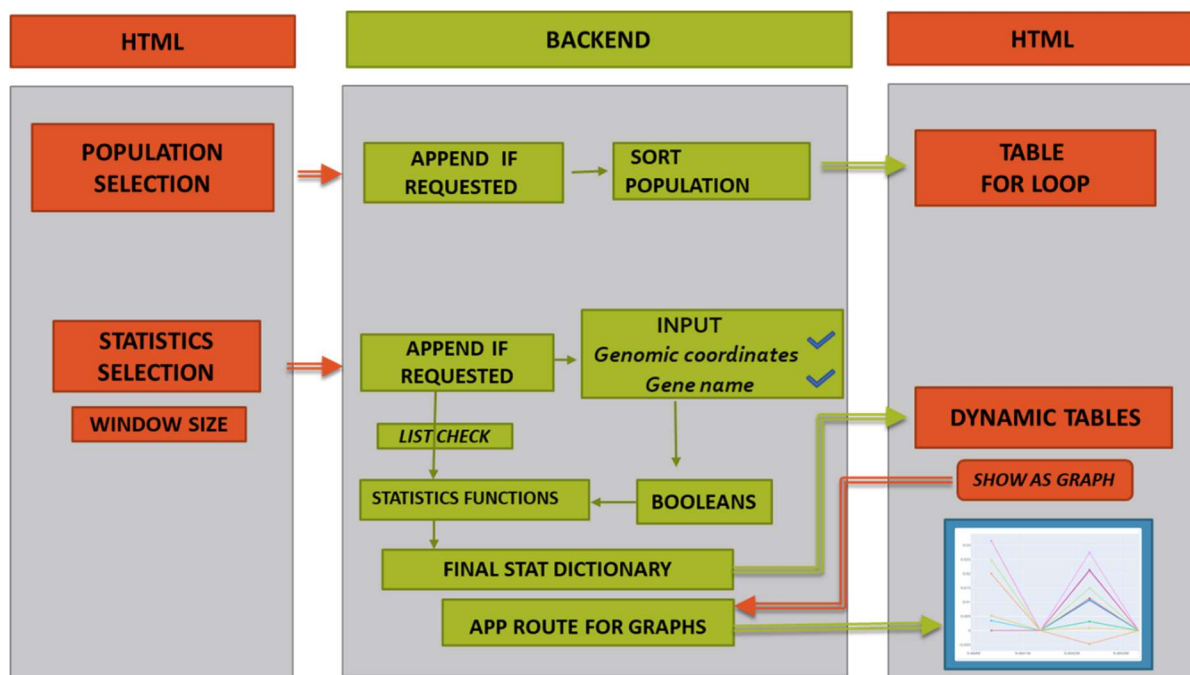 HTML
BACKEND
HTML
POPULATION
SELECTION
APPEND IF
REQUESTED
SORT
POPULATION
TABLE
FOR LOOP
STATISTICS
SELECTION
WINDOW SIZE
APPEND IF
REQUESTED
INPUT
Genomic coordinates
Gene name
LIST CHECK
STATISTICS FUNCTIONS
BOOLEANS
FINAL STAT DICTIONARY
APP ROUTE FOR GRAPHS
DYNAMIC TABLES
SHOW AS GRAPH